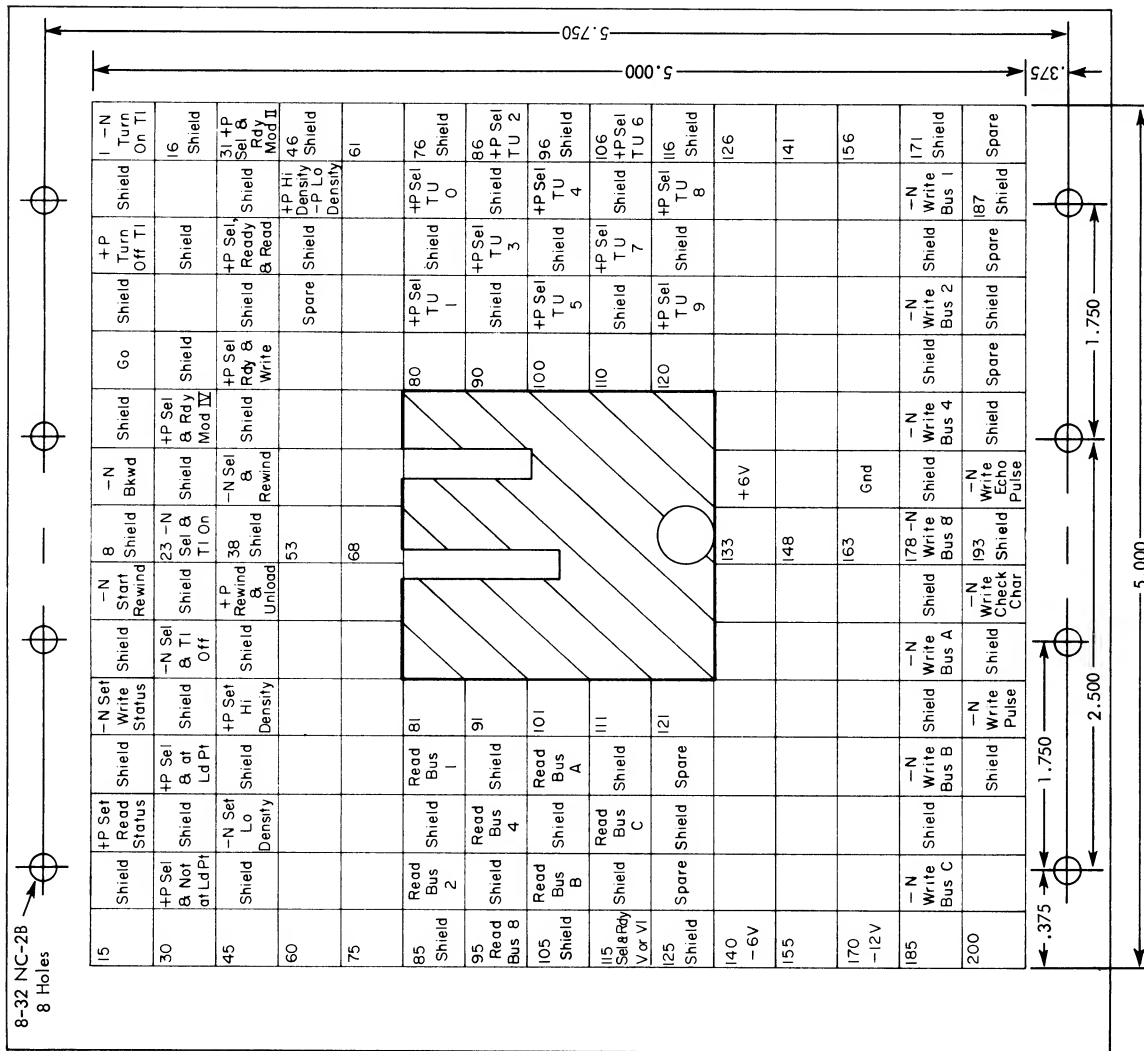 8-32 NC-2B
8 Holes
5.750
5.000
.375
15
Shield
+P Set
Read
Status
Shield
-N Set
Write
Status
Shield
-N
Start
Rewind
8
Shield
-N
Bkwd
Shield
Go
Shield
+P
Turn
Off TI
Shield
1 -N
Turn
On TI
30
+P Sel
& Not
at Ld Pt
Shield
+P Sel
& at
Ld Pt
Shield
-N Sel
& TI
Off
Shield
23 -N
Sel &
TI On
Shield
+P Sel
& Rdy
Mod IV
Shield
Shield
16
Shield
45
Shield
-N Set
Lo
Density
Shield
+P Set
Hi
Density
Shield
+P
Rewind
&
Unload
38
Shield
-N Sel
&
Rewind
Shield
+P Sel
Rdy &
Write
Shield
+P Sel,
Ready
& Read
Shield
31 +P
Sel &
Rdy
Mod II
60
53
Spare
Shield
+P Hi
Density
-P Lo
Density
46
Shield
75
68
61
85
Shield
Read
Bus
2
Shield
Read
Bus
1
81
80
+P Sel
TU
1
Shield
+P Sel
TU
0
76
Shield
95
Read
Bus 8
Shield
Read
Bus
4
Shield
91
90
Shield
+P Sel
TU
3
Shield
86
+P Sel
TU 2
105
Shield
Read
Bus
B
Shield
Read
Bus
A
101
100
+P Sel
TU
5
Shield
+P Sel
TU
4
96
Shield
115
Sel & Rdy
V or VI
Read
Bus
C
Shield
111
110
Shield
+P Sel
TU
7
Shield
106
+P Sel
TU 6
125
Shield
Spare
Shield
Spare
121
120
+P Sel
TU
9
Shield
+P Sel
TU
8
116
Shield
140
-6V
133
+6V
126
155
148
141
170
-12V
163
Gnd
156
185
-N
Write
Bus C
Shield
-N
Write
Bus B
Shield
-N
Write
Bus A
Shield
178 -N
Write
Bus 8
Shield
-N
Write
Bus 4
Shield
-N
Write
Bus 2
Shield
-N
Write
Bus 1
171
Shield
200
Shield
-N
Write
Pulse
Shield
-N
Write
Check
Char
193
Shield
-N
Write
Echo
Pulse
Shield
Spare
Shield
Spare
187
Shield
Spare
.375
1.750
2.500
1.750
5.000